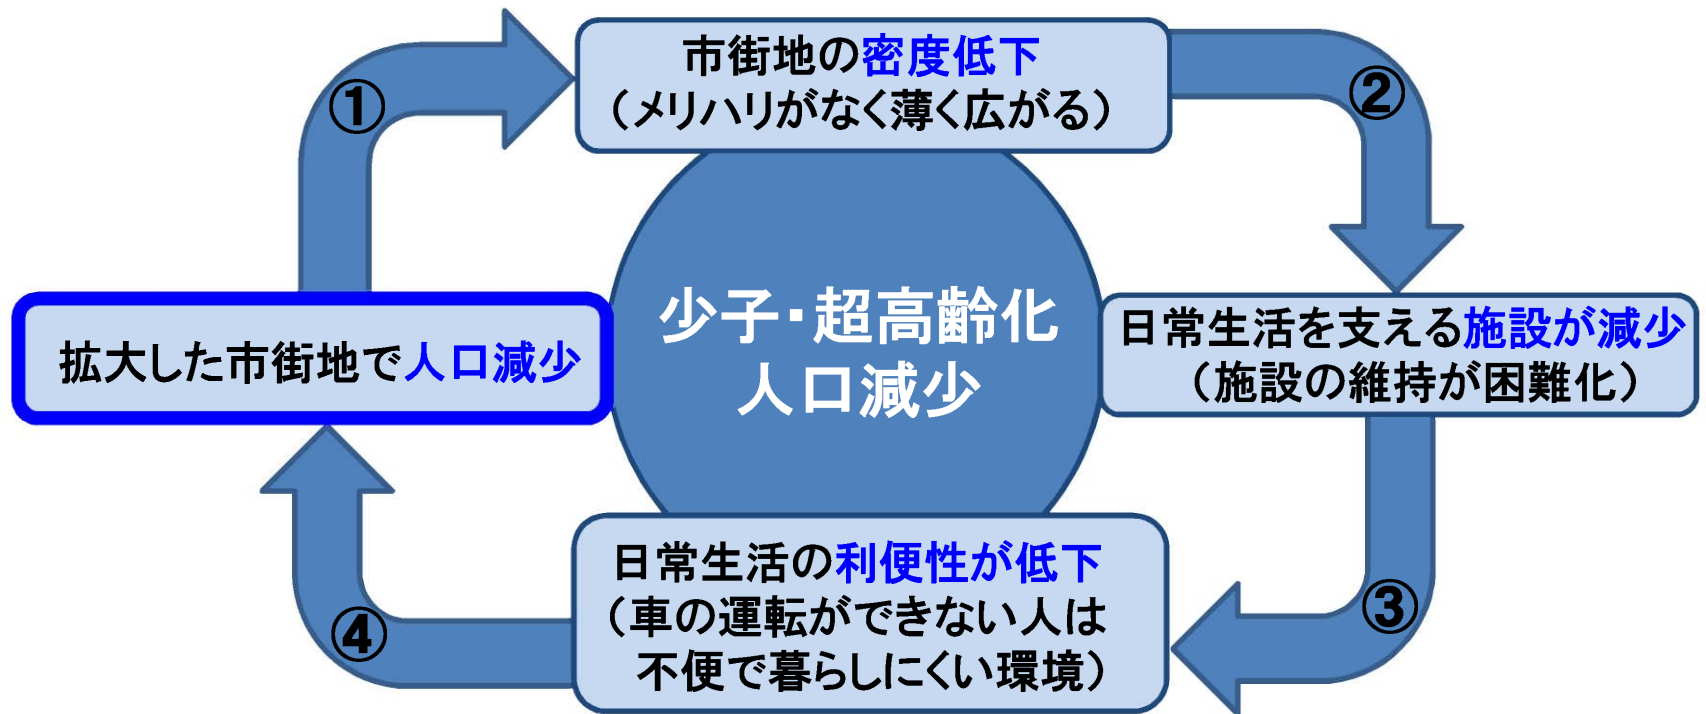 ①
市街地の密度低下
（メリハリがなく薄く広がる）
②
拡大した市街地で人口減少
少子・超高齢化
人口減少
日常生活を支える施設が減少
（施設の維持が困難化）
④
日常生活の利便性が低下
（車の運転ができない人は
不便で暮らしにくい環境）
③